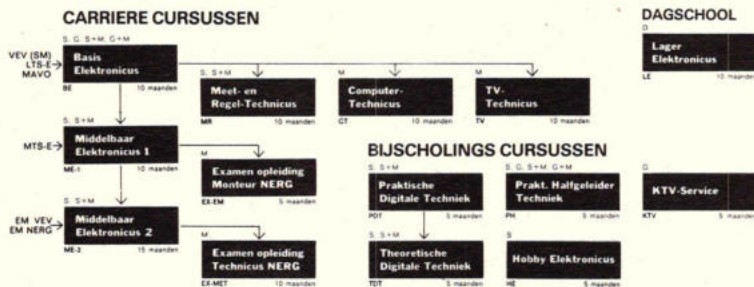 CARRIERE CURSUSSEN
DAGSCHOOL
S. G. S+M. G+M
VEV (SM)
LTS-E
MAVO
Basis
Elektronicus
BE 10 maanden
S. S+M
Meet- en
Regel-Technicus
MR 10 maanden
M
Computer-
Technicus
CT 10 maanden
M
TV-
Technicus
TV 10 maanden
D
Lager
Elektronicus
LE 10 maanden
S. S+M
MTS-E
Middelbaar
Elektronicus 1
ME-1 10 maanden
M
Examen opleiding
Monteur NERG
EX-EM 5 maanden
S. S+M
EM VEV
EM NERG
Middelbaar
Elektronicus 2
ME-2 15 maanden
M
Examen opleiding
Technicus NERG
EX-MET 10 maanden
BIJSCHOLINGS CURSUSSEN
S. S+M
Praktische
Digitale Techniek
PDT 5 maanden
S. G. S+M. G+M
Prakt. Halfgeleider
Techniek
PH 5 maanden
G
KTV-Service
KTV 5 maanden
S. S+M
Theoretische
Digitale Techniek
TDT 5 maanden
S
Hobby Elektronicus
HE 5 maanden